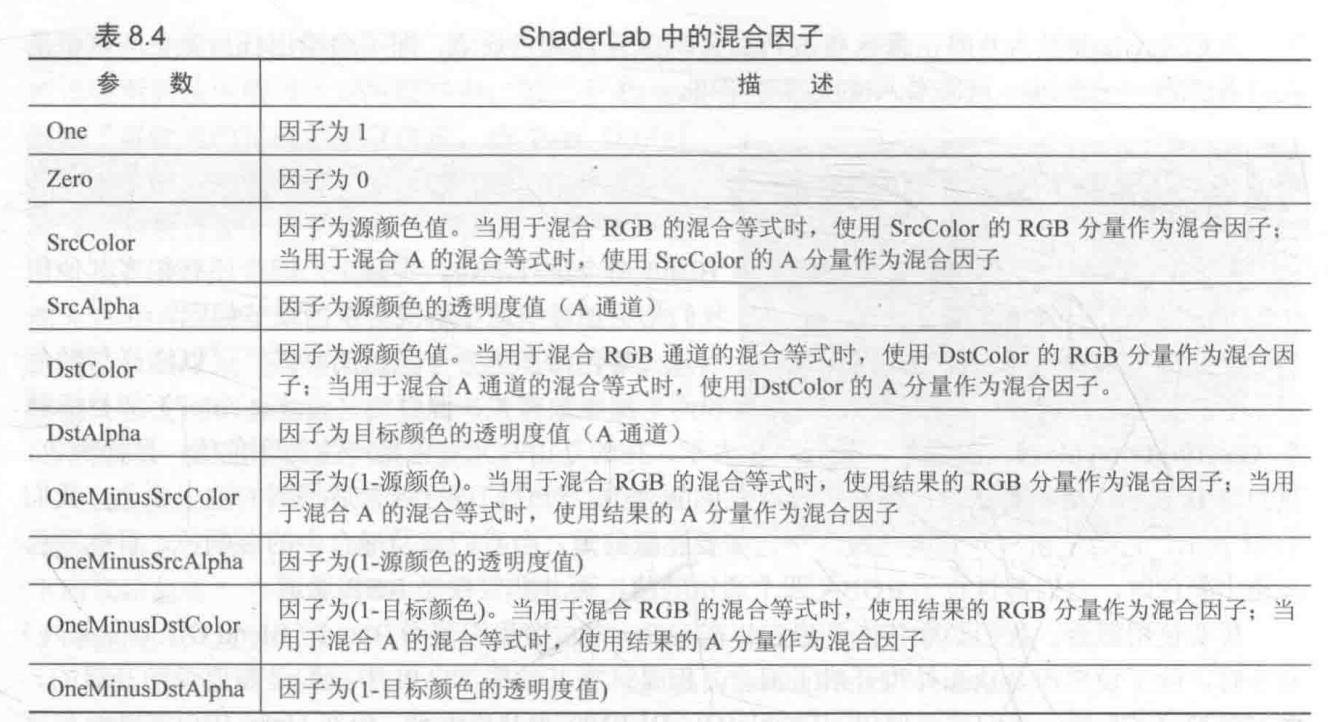 表 8.4 ShaderLab 中的混合因子
参 数 描 述
One 因子为 1
Zero 因子为 0
SrcColor 因子为源颜色值。当用于混合 RGB 的混合等式时，使用 SrcColor 的 RGB 分量作为混合因子；
当用于混合 A 的混合等式时，使用 SrcColor 的 A 分量作为混合因子
SrcAlpha 因子为源颜色的透明度值（A 通道）
DstColor 因子为源颜色值。当用于混合 RGB 通道的混合等式时，使用 DstColor 的 RGB 分量作为混合因
子；当用于混合 A 通道的混合等式时，使用 DstColor 的 A 分量作为混合因子。
DstAlpha 因子为目标颜色的透明度值（A 通道）
OneMinusSrcColor 因子为(1-源颜色)。当用于混合 RGB 的混合等式时，使用结果的 RGB 分量作为混合因子；当用
于混合 A 的混合等式时，使用结果的 A 分量作为混合因子
OneMinusSrcAlpha 因子为(1-源颜色的透明度值)
OneMinusDstColor 因子为(1-目标颜色)。当用于混合 RGB 的混合等式时，使用结果的 RGB 分量作为混合因子；当
用于混合 A 的混合等式时，使用结果的 A 分量作为混合因子
OneMinusDstAlpha 因子为(1-目标颜色的透明度值)